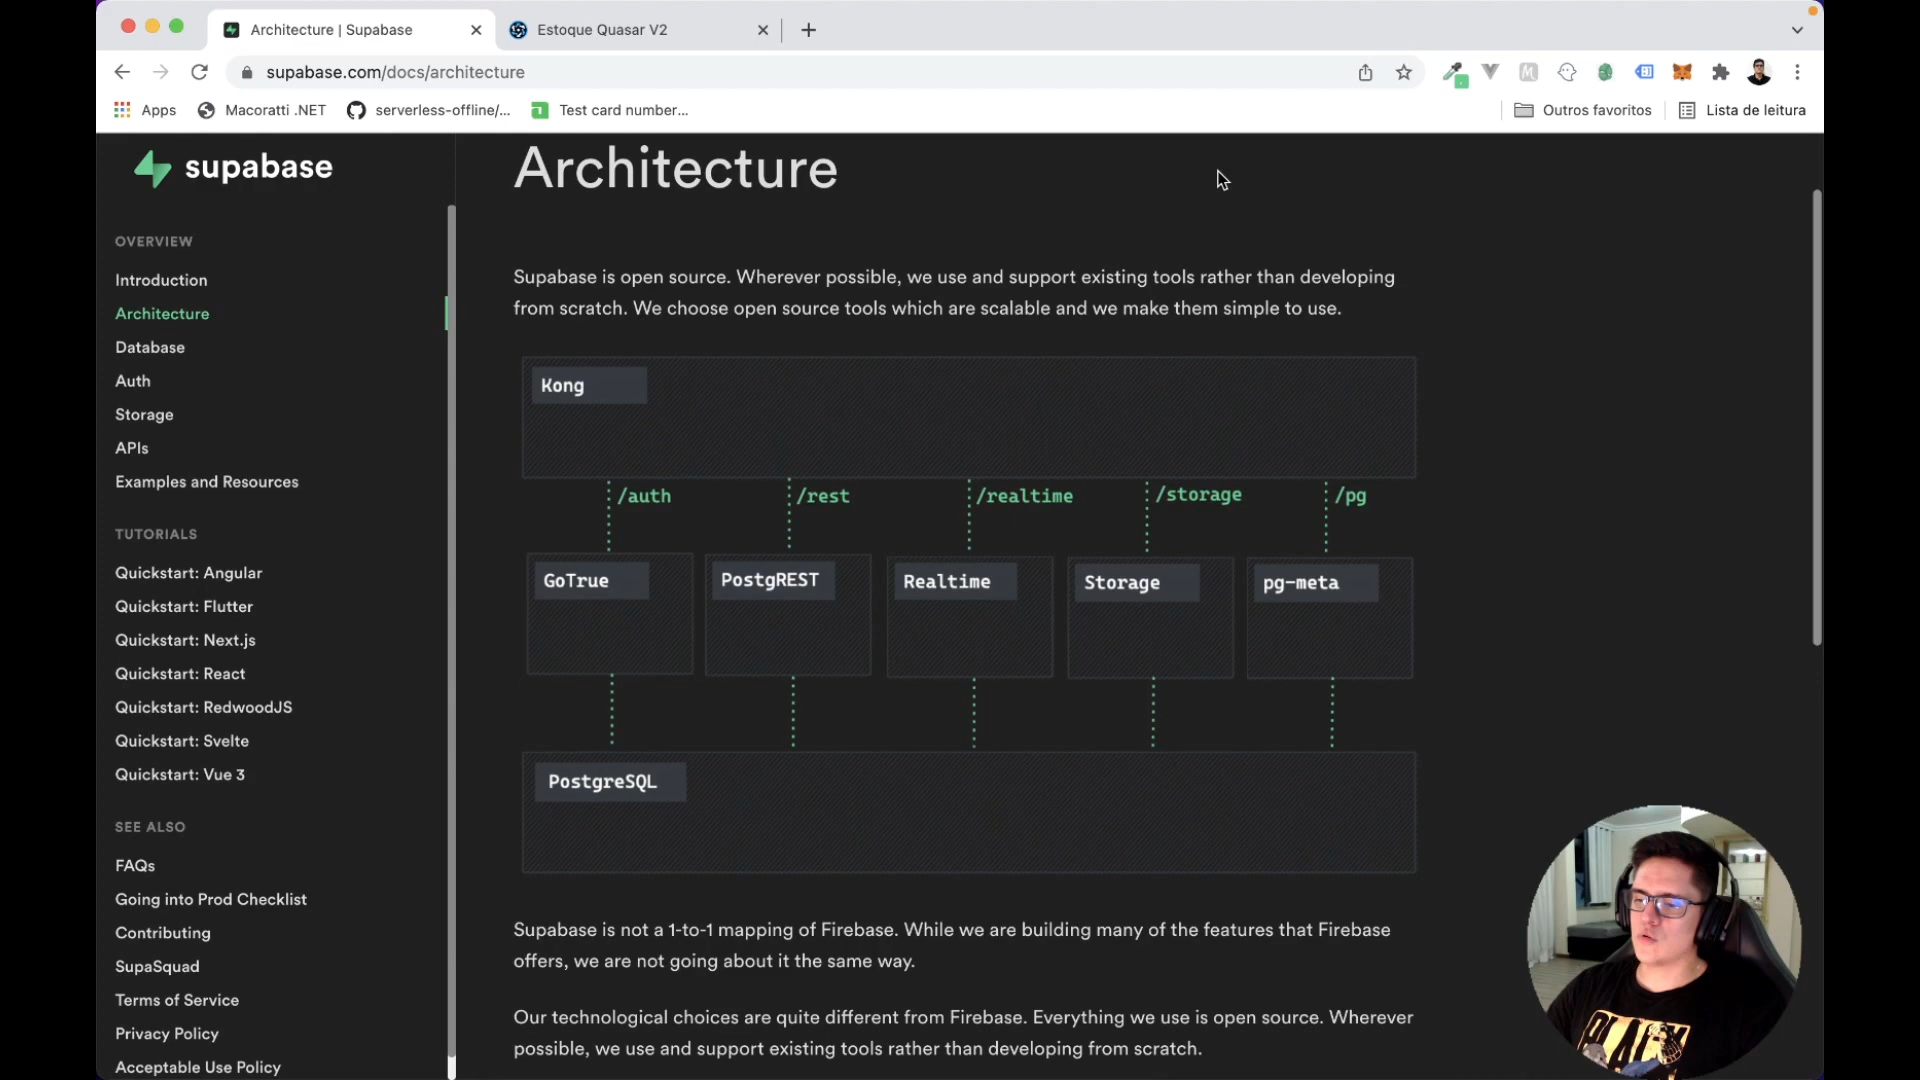 Architecture | Supabase
Estoque Quasar V2
supabase.com/docs/architecture
Apps
Macoratti .NET
serverless-offline/...
Test card number...
Outros favoritos
Lista de leitura
supabase
OVERVIEW
Introduction
Architecture
Database
Auth
Storage
APIs
Examples and Resources
TUTORIALS
Quickstart: Angular
Quickstart: Flutter
Quickstart: Next.js
Quickstart: React
Quickstart: RedwoodJS
Quickstart: Svelte
Quickstart: Vue 3
SEE ALSO
FAQs
Going into Prod Checklist
Contributing
SupaSquad
Terms of Service
Privacy Policy
Acceptable Use Policy
Architecture
Supabase is open source. Wherever possible, we use and support existing tools rather than developing
from scratch. We choose open source tools which are scalable and we make them simple to use.
Kong
/auth
/rest
/realtime
/storage
/pg
GoTrue
PostgREST
Realtime
Storage
pg-meta
PostgreSQL
Supabase is not a 1-to-1 mapping of Firebase. While we are building many of the features that Firebase
offers, we are not going about it the same way.
Our technological choices are quite different from Firebase. Everything we use is open source. Wherever
possible, we use and support existing tools rather than developing from scratch.